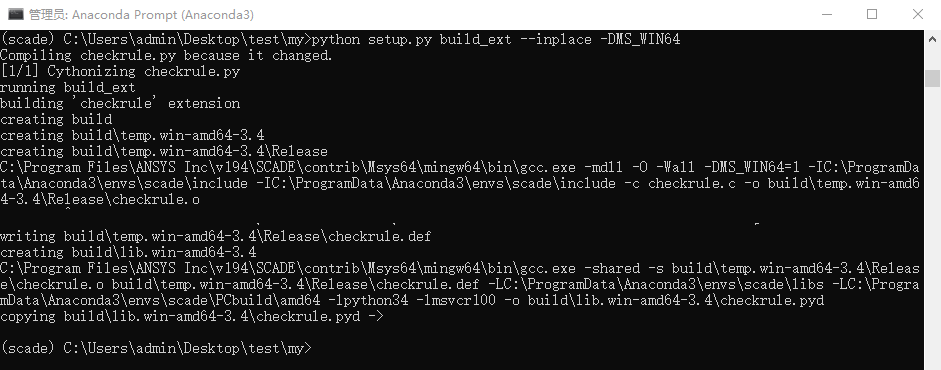 管理员: Anaconda Prompt (Anaconda3)
(scade) C:\Users\admin\Desktop\test\my>python setup.py build_ext --inplace -DMS_WIN64
Compiling checkrule.py because it changed.
[1/1] Cythonizing checkrule.py
running build_ext
building 'checkrule' extension
creating build
creating build\temp.win-amd64-3.4
creating build\temp.win-amd64-3.4\Release
C:\Program Files\ANSYS Inc\v194\SCADE\contrib\Msys64\mingw64\bin\gcc.exe -mdll -O -Wall -DMS_WIN64=1 -IC:\ProgramDa
ta\Anaconda3\envs\scade\include -IC:\ProgramData\Anaconda3\envs\scade\include -c checkrule.c -o build\temp.win-amd6
4-3.4\Release\checkrule.o
writing build\temp.win-amd64-3.4\Release\checkrule.def
creating build\lib.win-amd64-3.4
C:\Program Files\ANSYS Inc\v194\SCADE\contrib\Msys64\mingw64\bin\gcc.exe -shared -s build\temp.win-amd64-3.4\Releas
e\checkrule.o build\temp.win-amd64-3.4\Release\checkrule.def -LC:\ProgramData\Anaconda3\envs\scade\libs -LC:\Progra
mData\Anaconda3\envs\scade\PCbuild\amd64 -lpython34 -lmsvcr100 -o build\lib.win-amd64-3.4\checkrule.pyd
copying build\lib.win-amd64-3.4\checkrule.pyd ->
(scade) C:\Users\admin\Desktop\test\my>